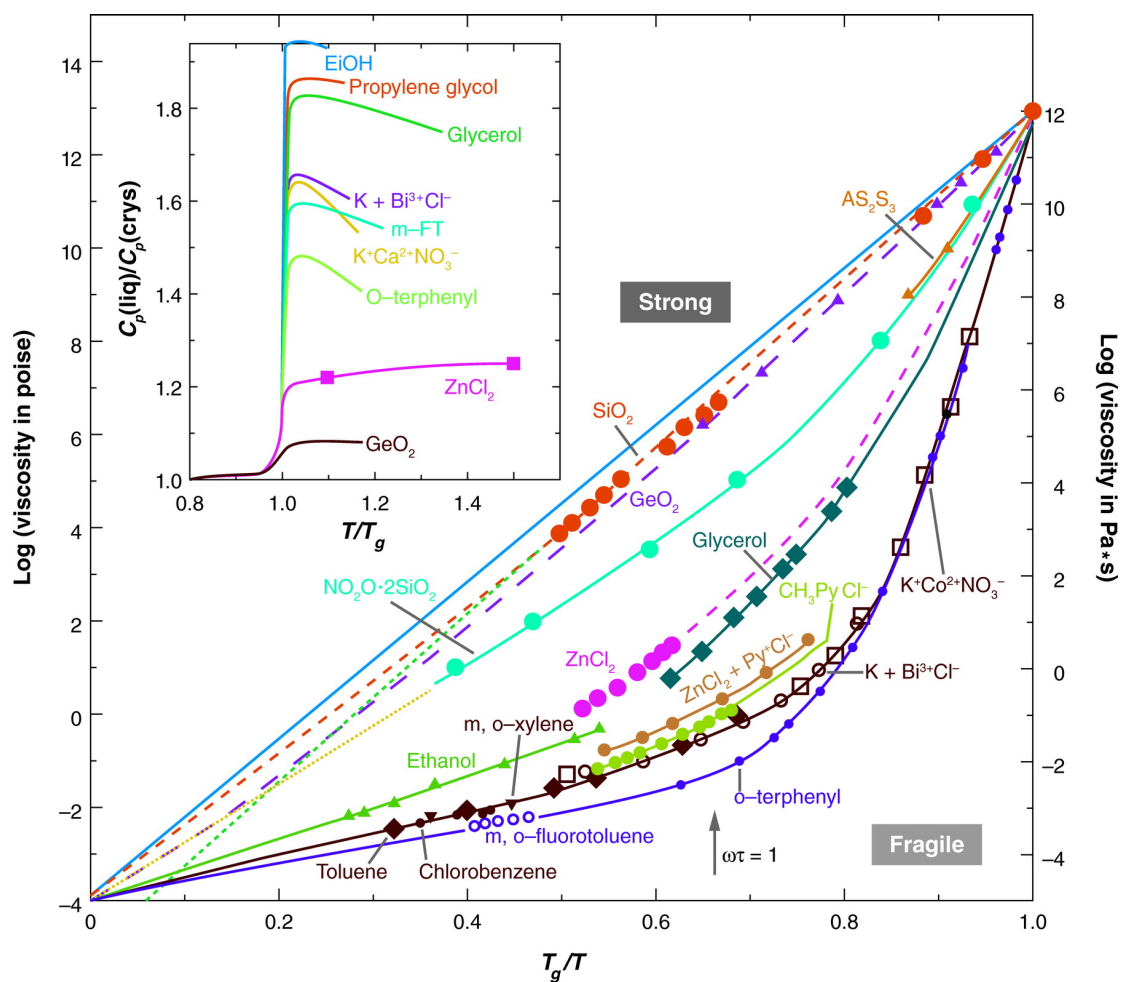 14
12
10
8
6
4
2
0
−2
−4
Log (viscosity in poise)
12
10
8
6
4
2
0
−2
−4
Log (viscosity in Pa*s)
0
0.2
0.4
0.6
0.8
1.0
Tg/T
1.8
1.6
1.4
1.2
1.0
Cp(liq)/Cp(crys)
0.8
1.0
1.2
1.4
T/Tg
EiOH
Propylene glycol
Glycerol
K + Bi³⁺Cl⁻
m–FT
K⁺Ca²⁺NO₃⁻
O–terphenyl
ZnCl₂
GeO₂
Strong
AS₂S₃
SiO₂
GeO₂
Glycerol
NO₂O·2SiO₂
CH₃Py Cl⁻
K⁺Co²⁺NO₃⁻
ZnCl₂
ZnCl₂ + Py⁺Cl⁻
K + Bi³⁺Cl⁻
m, o–xylene
Ethanol
o–terphenyl
m, o–fluorotoluene
Toluene
Chlorobenzene
ωτ = 1
Fragile